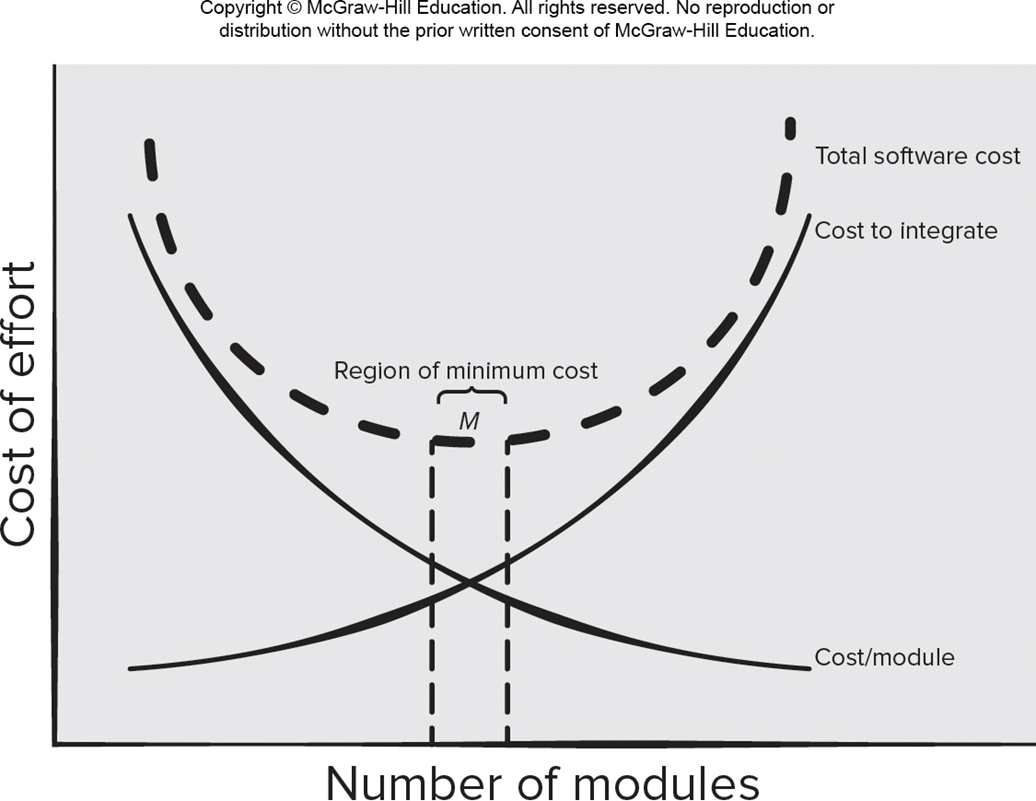 Copyright © McGraw-Hill Education. All rights reserved. No reproduction or
distribution without the prior written consent of McGraw-Hill Education.
Total software cost
Cost to integrate
Region of minimum cost
M
Cost/module
Cost of effort
Number of modules